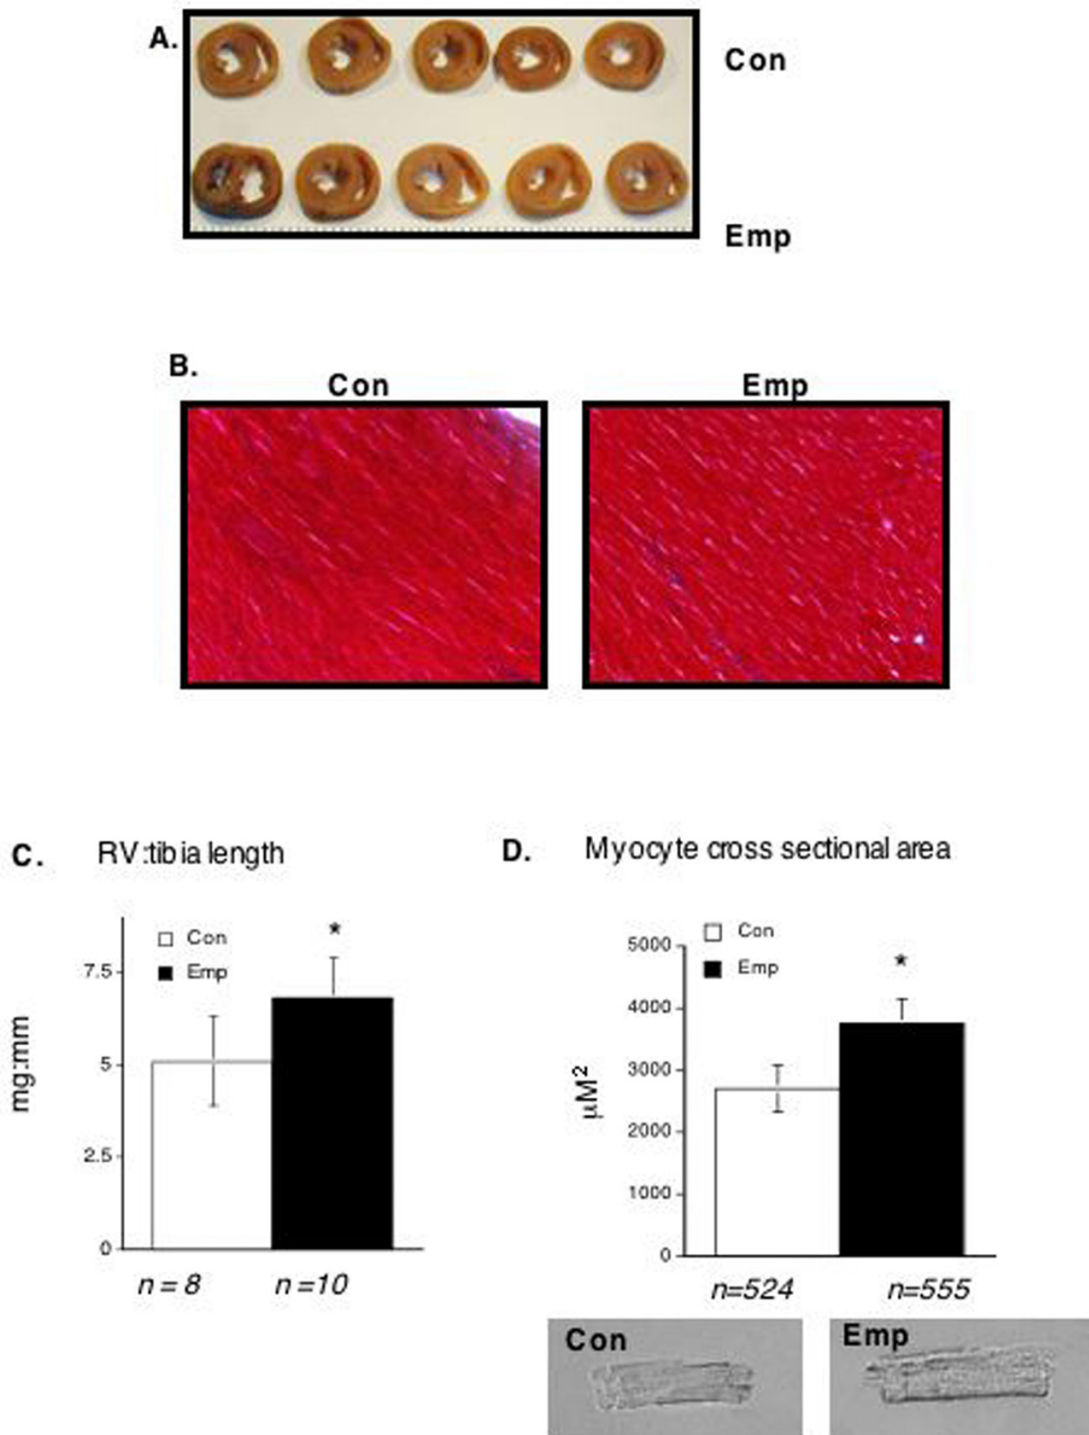 A.
Con
Emp
B.
Con
Emp
C.
RV:tibia length
mg:mm
7.5
5
2.5
0
Con
Emp
*
n = 8
n =10
D.
Myocyte cross sectional area
µM²
5000
4000
3000
2000
1000
0
Con
Emp
*
n=524
n=555
Con
Emp